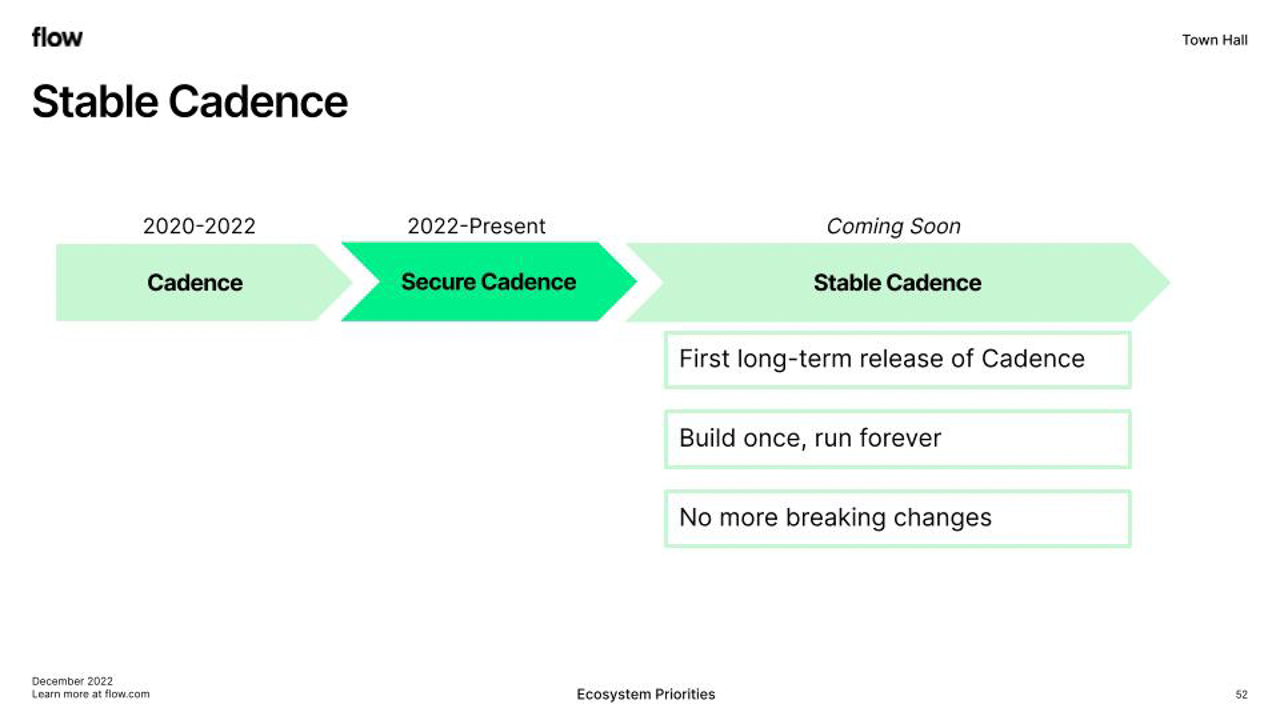 flow
Town Hall
Stable Cadence
2020-2022
2022-Present
Coming Soon
Cadence
Secure Cadence
Stable Cadence
First long-term release of Cadence
Build once, run forever
No more breaking changes
December 2022
Learn more at flow.com
Ecosystem Priorities
52